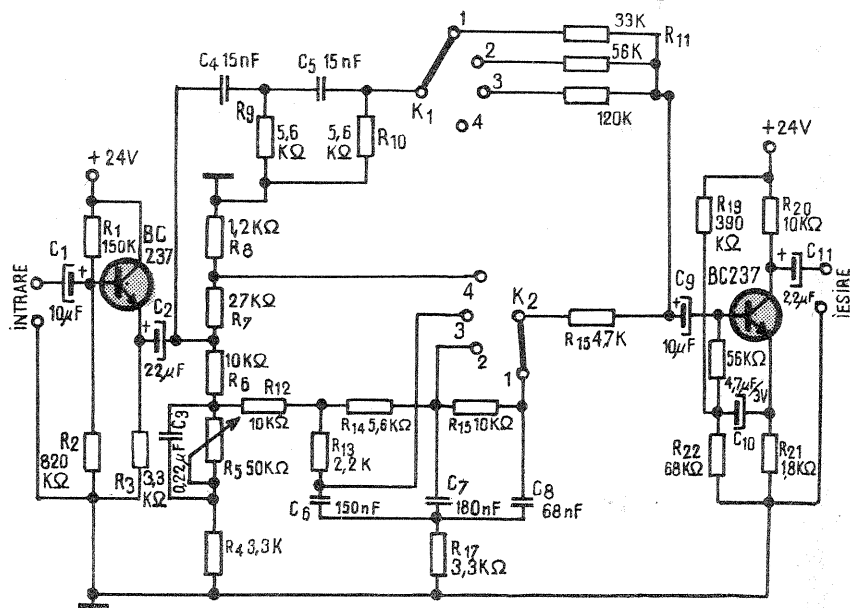 C4 15nF
C5 15nF
1
33K
R11
2
56K
3
120K
K1
4
R9
5,6
KΩ
5,6
KΩ
R10
+24V
+24V
R1
150K
BC
237
C1
+
10µF
INTRARE
1,2KΩ
R8
27KΩ
R7
C2
+
22µF
10KΩ
R6
4
3
2
K2
1
R15 4,7K
C9
+
10µF
R19
390
KΩ
R20
10KΩ
BC237
C11
+
2,2µF
IEȘIRE
56KΩ
4,7µF/
3V
C10
R22
68KΩ
R21
1,8KΩ
R12
10KΩ
R14 5,6KΩ
R15 10KΩ
C3
0,22µF
R5 50KΩ
R13
2,2K
C6
150nF
C7
180nF
C8
68nF
R2
820
KΩ
R3
3,3
KΩ
R4 3,3K
R17
3,3KΩ